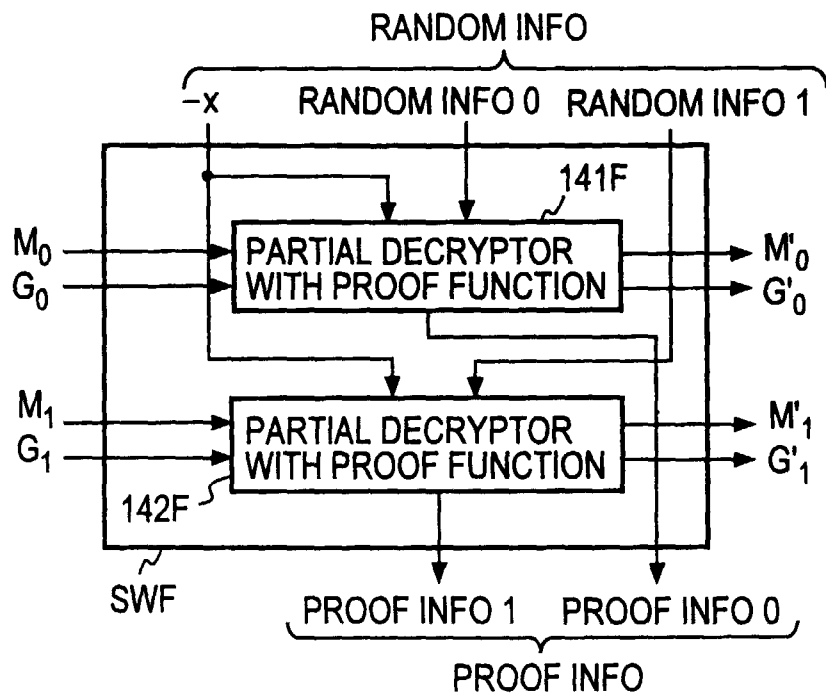 RANDOM INFO
-x RANDOM INFO 0 RANDOM INFO 1
141F
M₀ PARTIAL DECRYPTOR M'₀
G₀ WITH PROOF FUNCTION G'₀
M₁ PARTIAL DECRYPTOR M'₁
G₁ WITH PROOF FUNCTION G'₁
142F
SWF
PROOF INFO 1 PROOF INFO 0
PROOF INFO